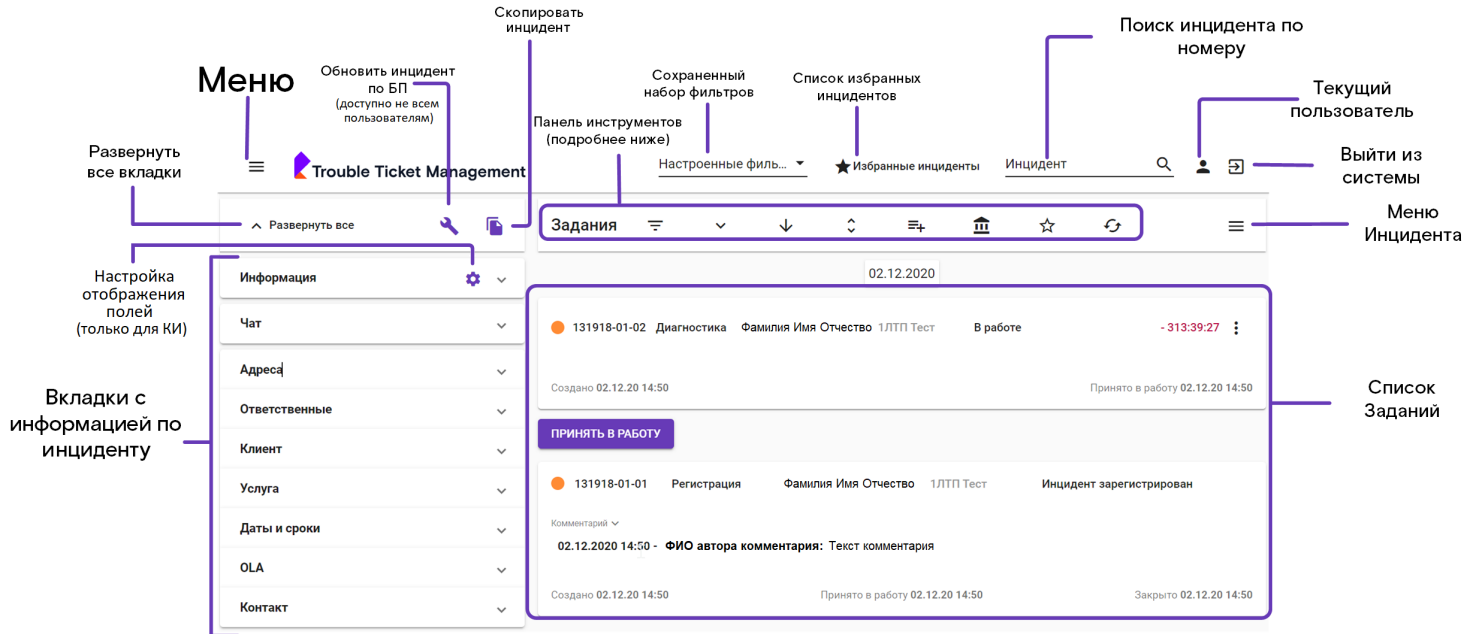 Скопировать
инцидент
Поиск инцидента по
номеру
Меню
Обновить инцидент
по БП
(доступно не всем
пользователям)
Сохраненный
набор фильтров
Список избранных
инцидентов
Текущий
пользователь
Панель инструментов
(подробнее ниже)
Развернуть
все вкладки
Trouble Ticket Management
Настроенные филь...
Избранные инциденты
Инцидент
Выйти из
системы
Развернуть все
Задания
Меню
Инцидента
Настройка
отображения
полей
(только для КИ)
Информация
02.12.2020
Чат
131918-01-02 Диагностика Фамилия Имя Отчество 1ЛТП Тест В работе - 313:39:27
Адреса
Создано 02.12.20 14:50 Принято в работу 02.12.20 14:50
Вкладки с
информацией по
инциденту
Список
Заданий
Ответственные
ПРИНЯТЬ В РАБОТУ
Клиент
Услуга
131918-01-01 Регистрация Фамилия Имя Отчество 1ЛТП Тест Инцидент зарегистрирован
Даты и сроки
Комментарий
02.12.2020 14:50 - ФИО автора комментария: Текст комментария
OLA
Контакт
Создано 02.12.20 14:50 Принято в работу 02.12.20 14:50 Закрыто 02.12.20 14:50